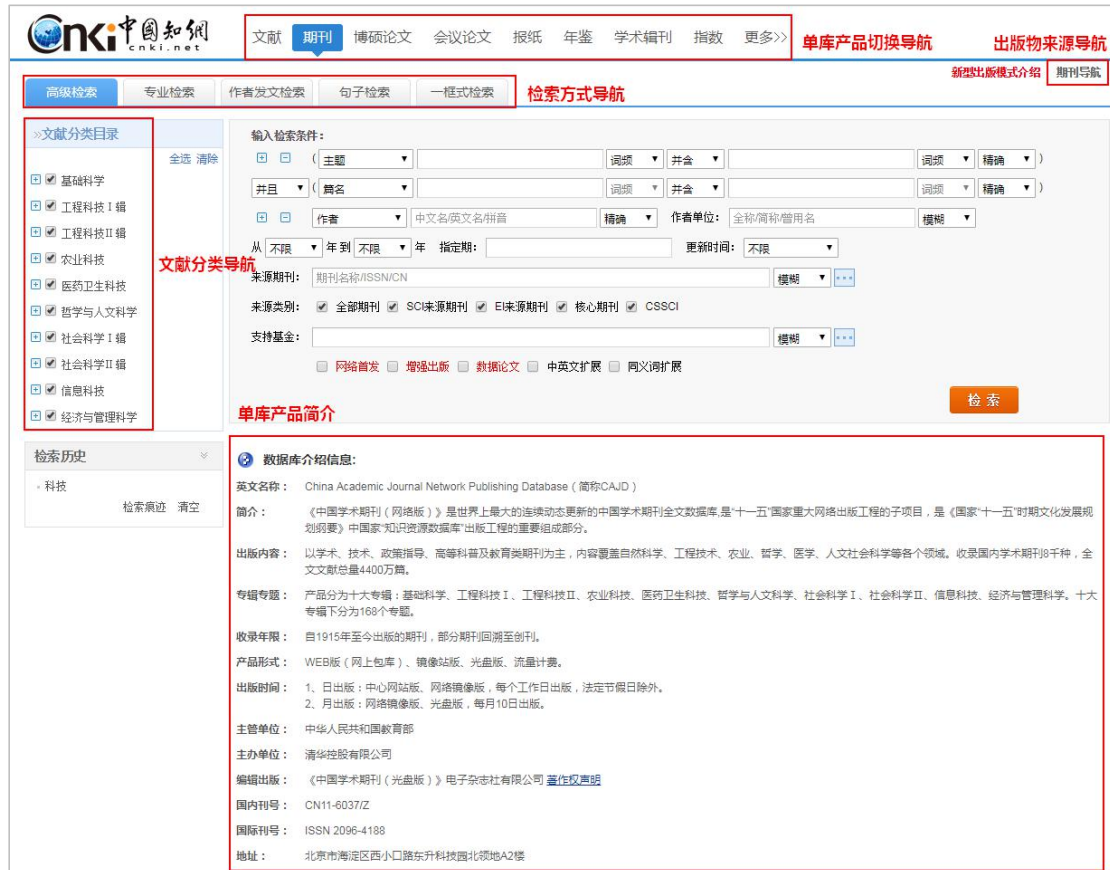 cnki 中国知网
cnki.net
文献 期刊 博硕论文 会议论文 报纸 年鉴 学术辑刊 指数 更多>> 单库产品切换导航 出版物来源导航
新型出版模式介绍 期刊导航
高级检索 专业检索 作者发文检索 句子检索 一框式检索 检索方式导航
»文献分类目录
全选 清除
基础科学
工程科技I辑
工程科技II辑
农业科技
医药卫生科技
哲学与人文科学
社会科学I辑
社会科学II辑
信息科技
经济与管理科学
文献分类导航
输入检索条件:
( 主题 词频 并含 词频 精确 )
并且 ( 篇名 词频 并含 词频 精确 )
作者 中文名/英文名/拼音 精确 作者单位: 全称/简称/曾用名 模糊
从 不限 年到 不限 年 指定期: 更新时间: 不限
来源期刊: 期刊名称/ISSN/CN 模糊 ...
来源类别: 全部期刊 SCI来源期刊 EI来源期刊 核心期刊 CSSCI
支持基金: 模糊 ...
网络首发 增强出版 数据论文 中英文扩展 同义词扩展
检索
单库产品简介
检索历史
科技
检索痕迹 清空
数据库介绍信息:
英文名称: China Academic Journal Network Publishing Database(简称CAJD)
简介: 《中国学术期刊(网络版)》是世界上最大的连续动态更新的中国学术期刊全文数据库,是“十一五”国家重大网络出版工程的子项目,是《国家“十一五”时期文化发展规
划纲要》中国家“知识资源数据库”出版工程的重要组成部分。
出版内容: 以学术、技术、政策指导、高等科普及教育类期刊为主,内容覆盖自然科学、工程技术、农业、哲学、医学、人文社会科学等各个领域。收录国内学术期刊8千种,全
文文献总量4400万篇。
专辑专题: 产品分为十大专辑:基础科学、工程科技I、工程科技II、农业科技、医药卫生科技、哲学与人文科学、社会科学I、社会科学II、信息科技、经济与管理科学。十大
专辑下分为168个专题。
收录年限: 自1915年至今出版的期刊,部分期刊回溯至创刊。
产品形式: WEB版(网上包库)、镜像站版、光盘版、流量计费。
出版时间: 1、日出版:中心网站版、网络镜像版,每个工作日出版,法定节假日除外。
2、月出版:网络镜像版、光盘版,每月10日出版。
主管单位: 中华人民共和国教育部
主办单位: 清华控股有限公司
编辑出版: 《中国学术期刊(光盘版)》电子杂志社有限公司 著作权声明
国内刊号: CN11-6037/Z
国际刊号: ISSN 2096-4188
地址: 北京市海淀区西小口路东升科技园北领地A2楼